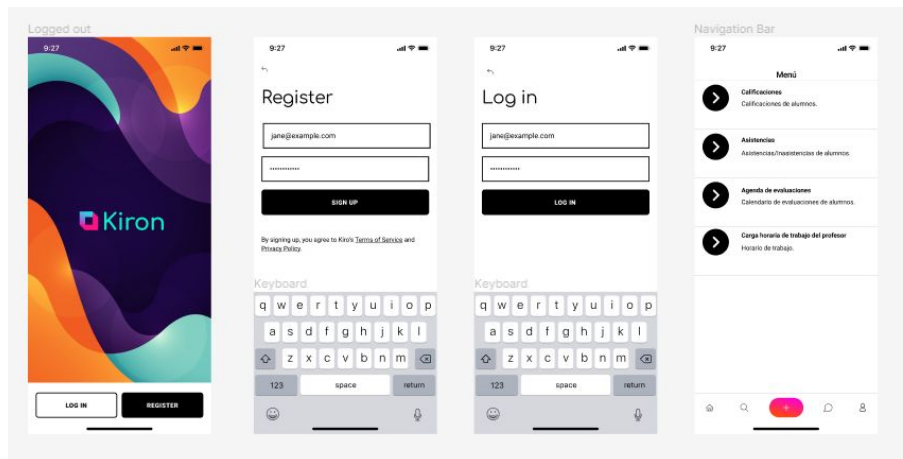 Logged out
9:27
Kiron
LOG IN
REGISTER
9:27
Register
jane@example.com
SIGN UP
By signing up, you agree to Kiro's Terms of Service and
Privacy Policy.
Keyboard
q w e r t y u i o p
a s d f g h j k l
z x c v b n m
123 space return
9:27
Log in
jane@example.com
LOG IN
Keyboard
q w e r t y u i o p
a s d f g h j k l
z x c v b n m
123 space return
Navigation Bar
9:27
Menú
Calificaciones
Calificaciones de alumnos.
Asistencias
Asistencias/Inasistencias de alumnos.
Agenda de evaluaciones
Calendario de evaluaciones de alumnos.
Carga horaria de trabajo del profesor
Horario de trabajo.